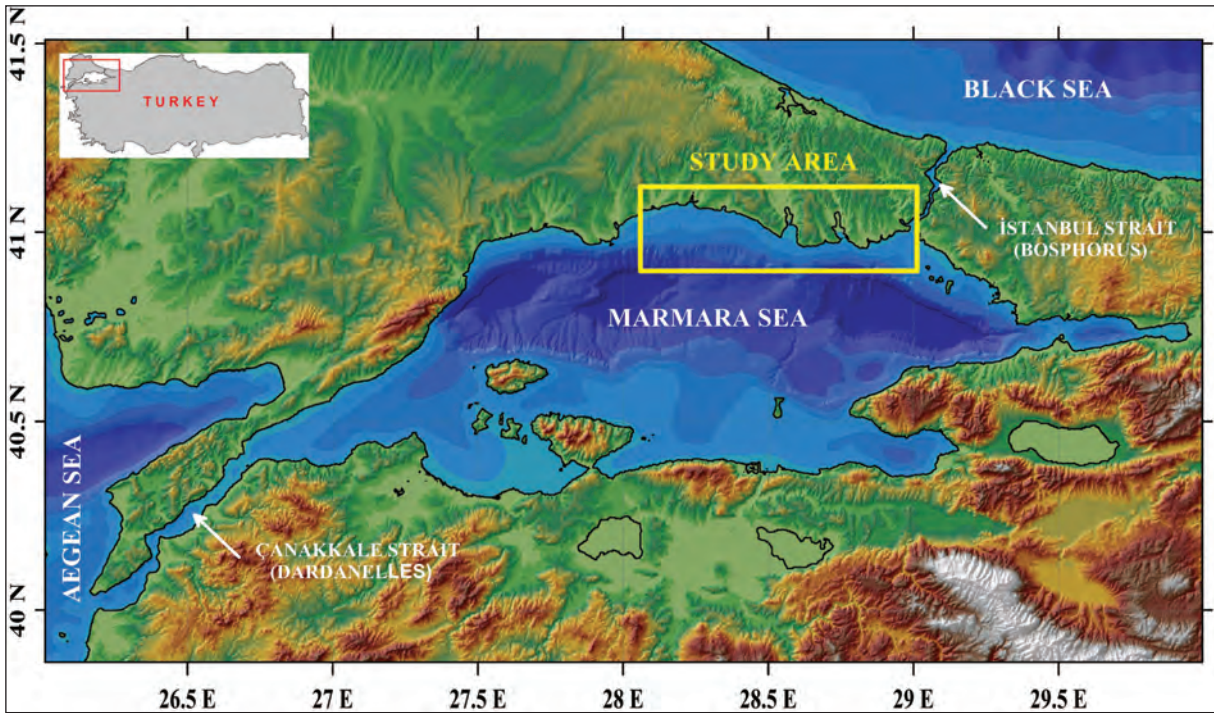 41.5 N
TURKEY
BLACK SEA
STUDY AREA
41 N
İSTANBUL STRAIT
(BOSPHORUS)
MARMARA SEA
40.5 N
AEGEAN SEA
ÇANAKKALE STRAIT
(DARDANELLES)
40 N
26.5 E
27 E
27.5 E
28 E
28.5 E
29 E
29.5 E